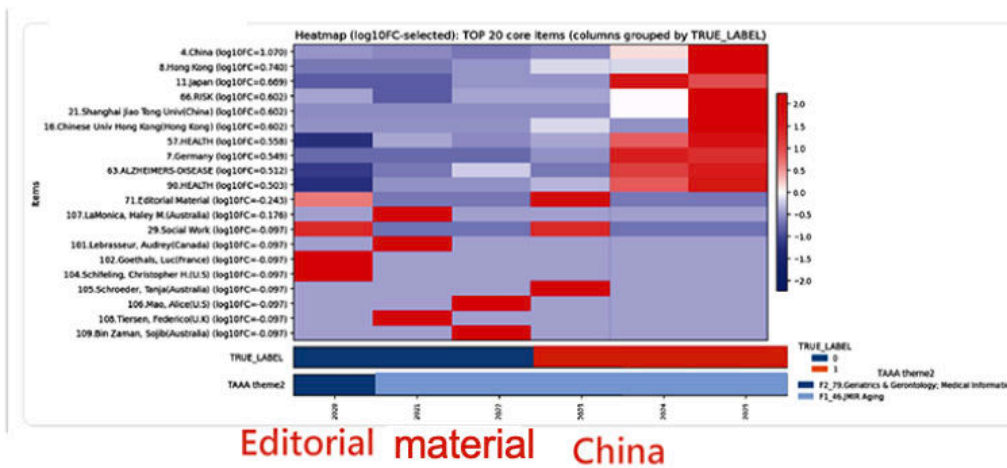 Heatmap (log10FC-selected): TOP 20 core items (columns grouped by TRUE_LABEL)
4.China (log10FC=1.070)
8.Hong Kong (log10FC=0.740)
11.Japan (log10FC=0.669)
66.RISK (log10FC=0.602)
21.Shanghai Jiao Tong Univ(China) (log10FC=0.602)
16.Chinese Univ Hong Kong(Hong Kong) (log10FC=0.602)
57.HEALTH (log10FC=0.558)
7.Germany (log10FC=0.549)
63.ALZHEIMERS-DISEASE (log10FC=0.512)
90.HEALTH (log10FC=0.503)
71.Editorial Material (log10FC=-0.243)
107.LaMonica, Haley M.(Australia) (log10FC=-0.176)
29.Social Work (log10FC=-0.097)
101.Lebrasseur, Audrey(Canada) (log10FC=-0.097)
102.Goethals, Luc(France) (log10FC=-0.097)
104.Schifeling, Christopher H.(U.S) (log10FC=-0.097)
105.Schroeder, Tanja(Australia) (log10FC=-0.097)
106.Mao, Alice(U.S) (log10FC=-0.097)
108.Tiersen, Federico(U.K) (log10FC=-0.097)
109.Bin Zaman, Sojib(Australia) (log10FC=-0.097)
Items
2.0
1.5
1.0
0.5
0.0
−0.5
−1.0
−1.5
−2.0
TRUE_LABEL
TAAA theme2
TRUE_LABEL
0
1
TAAA theme2
F2_79.Geriatrics & Gerontology; Medical Informati
F1_46.JMIR Aging
2020
2021
2022
2023
2024
2025
Editorial material China